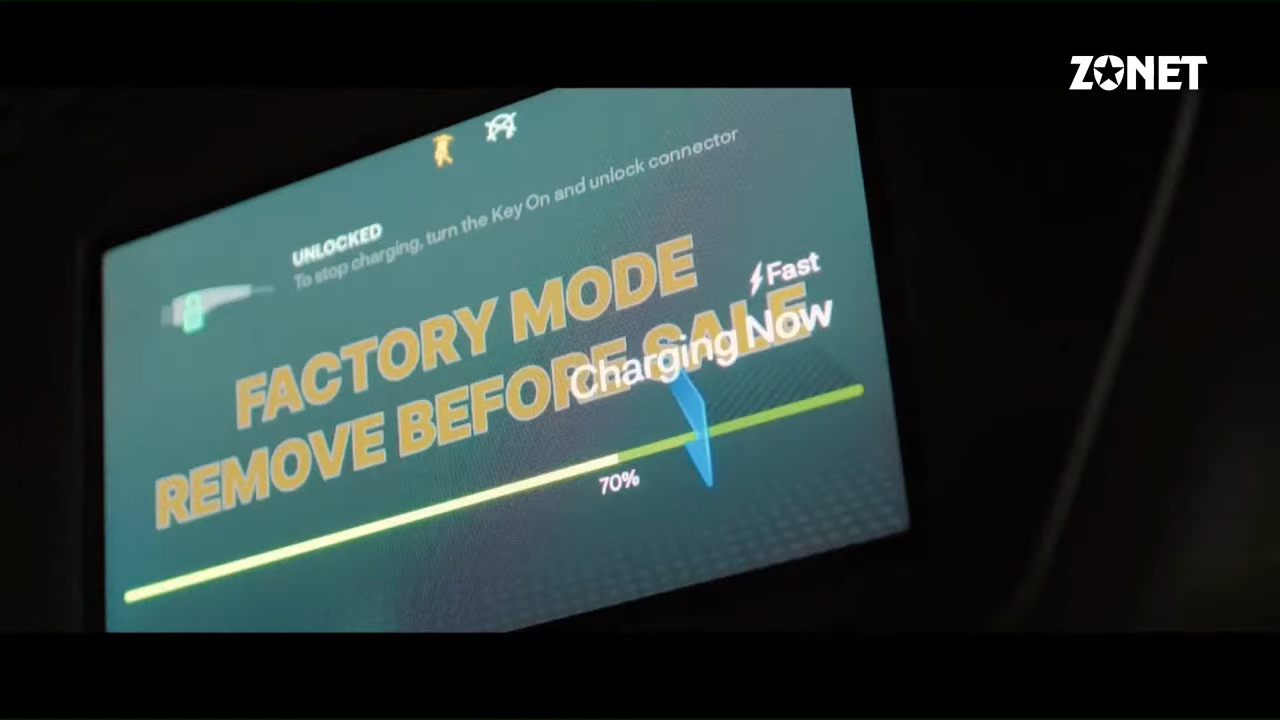 ZONET
UNLOCKED
To stop charging, turn the Key On and unlock connector
FACTORY MODE
REMOVE BEFORE SALE
Fast
Charging Now
70%